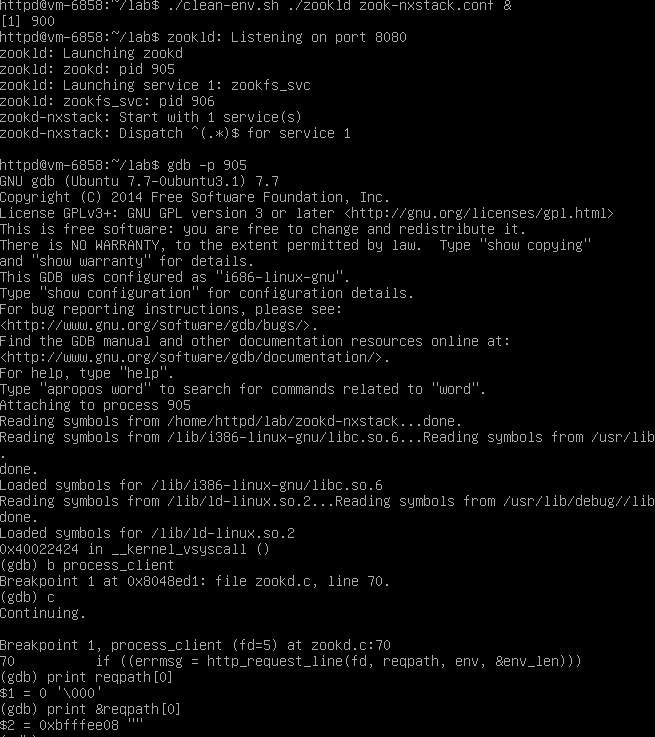 httpd@vm-6858:~/lab$ ./clean-env.sh ./zookld zook-nxstack.conf &
[1] 900
httpd@vm-6858:~/lab$ zookld: Listening on port 8080
zookld: Launching zookd
zookld: zookd: pid 905
zookld: Launching service 1: zookfs_svc
zookld: zookfs_svc: pid 906
zookd-nxstack: Start with 1 service(s)
zookd-nxstack: Dispatch ^(.*)$ for service 1

httpd@vm-6858:~/lab$ gdb -p 905
GNU gdb (Ubuntu 7.7-0ubuntu3.1) 7.7
Copyright (C) 2014 Free Software Foundation, Inc.
License GPLv3+: GNU GPL version 3 or later <http://gnu.org/licenses/gpl.html>
This is free software: you are free to change and redistribute it.
There is NO WARRANTY, to the extent permitted by law.  Type "show copying"
and "show warranty" for details.
This GDB was configured as "i686-linux-gnu".
Type "show configuration" for configuration details.
For bug reporting instructions, please see:
<http://www.gnu.org/software/gdb/bugs/>.
Find the GDB manual and other documentation resources online at:
<http://www.gnu.org/software/gdb/documentation/>.
For help, type "help".
Type "apropos word" to search for commands related to "word".
Attaching to process 905
Reading symbols from /home/httpd/lab/zookd-nxstack...done.
Reading symbols from /lib/i386-linux-gnu/libc.so.6...Reading symbols from /usr/lib
.
done.
Loaded symbols for /lib/i386-linux-gnu/libc.so.6
Reading symbols from /lib/ld-linux.so.2...Reading symbols from /usr/lib/debug//lib
done.
Loaded symbols for /lib/ld-linux.so.2
0x40022424 in __kernel_vsyscall ()
(gdb) b process_client
Breakpoint 1 at 0x8048ed1: file zookd.c, line 70.
(gdb) c
Continuing.

Breakpoint 1, process_client (fd=5) at zookd.c:70
70          if ((errmsg = http_request_line(fd, reqpath, env, &env_len)))
(gdb) print reqpath[0]
$1 = 0 '\000'
(gdb) print &reqpath[0]
$2 = 0xbfffee08 ""